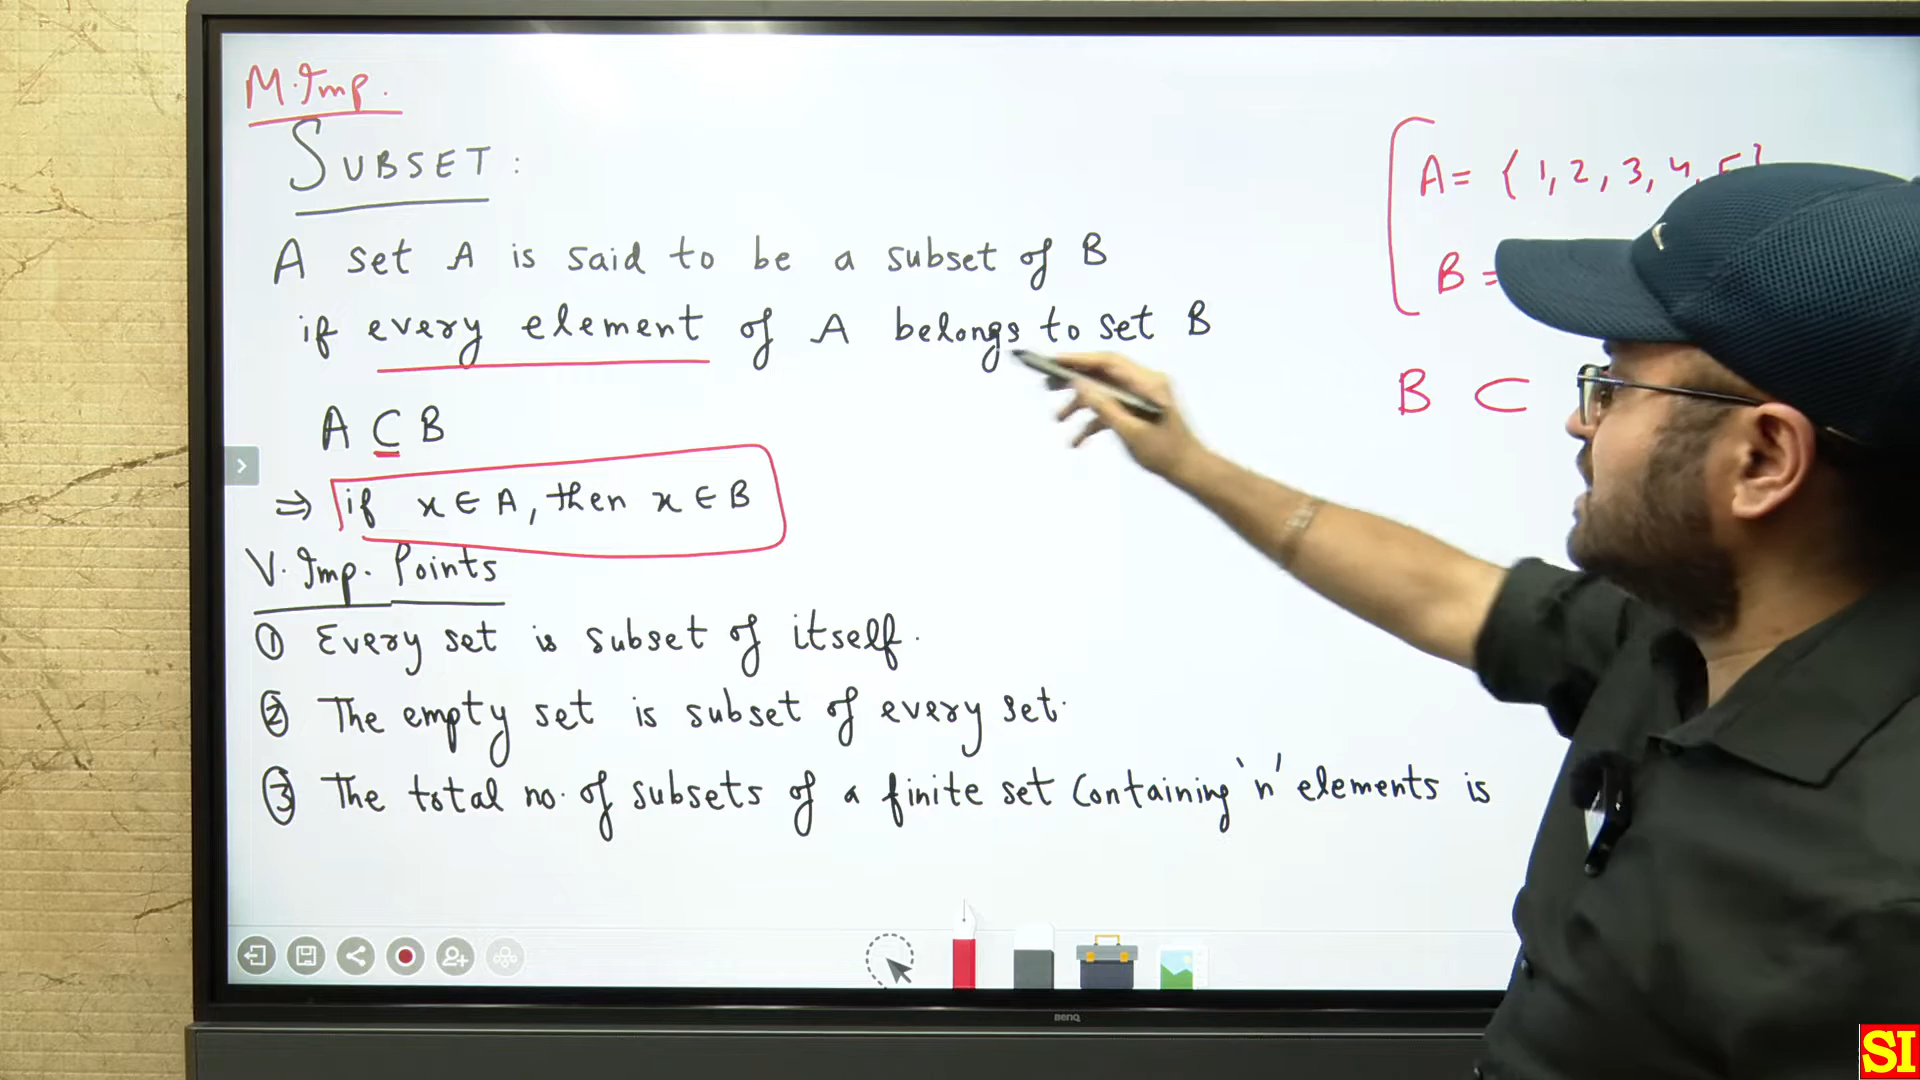 M.Imp.
SUBSET:
A set A is said to be a subset of B
if every element of A belongs to set B
A ⊂ B
⇒ if x ∈ A, then x ∈ B
V. Imp. Points
① Every set is subset of itself.
② The empty set is subset of every set.
③ The total no. of subsets of a finite set containing 'n' elements is
A = {1, 2, 3, 4, 5}
B =
B ⊂
BenQ
SI